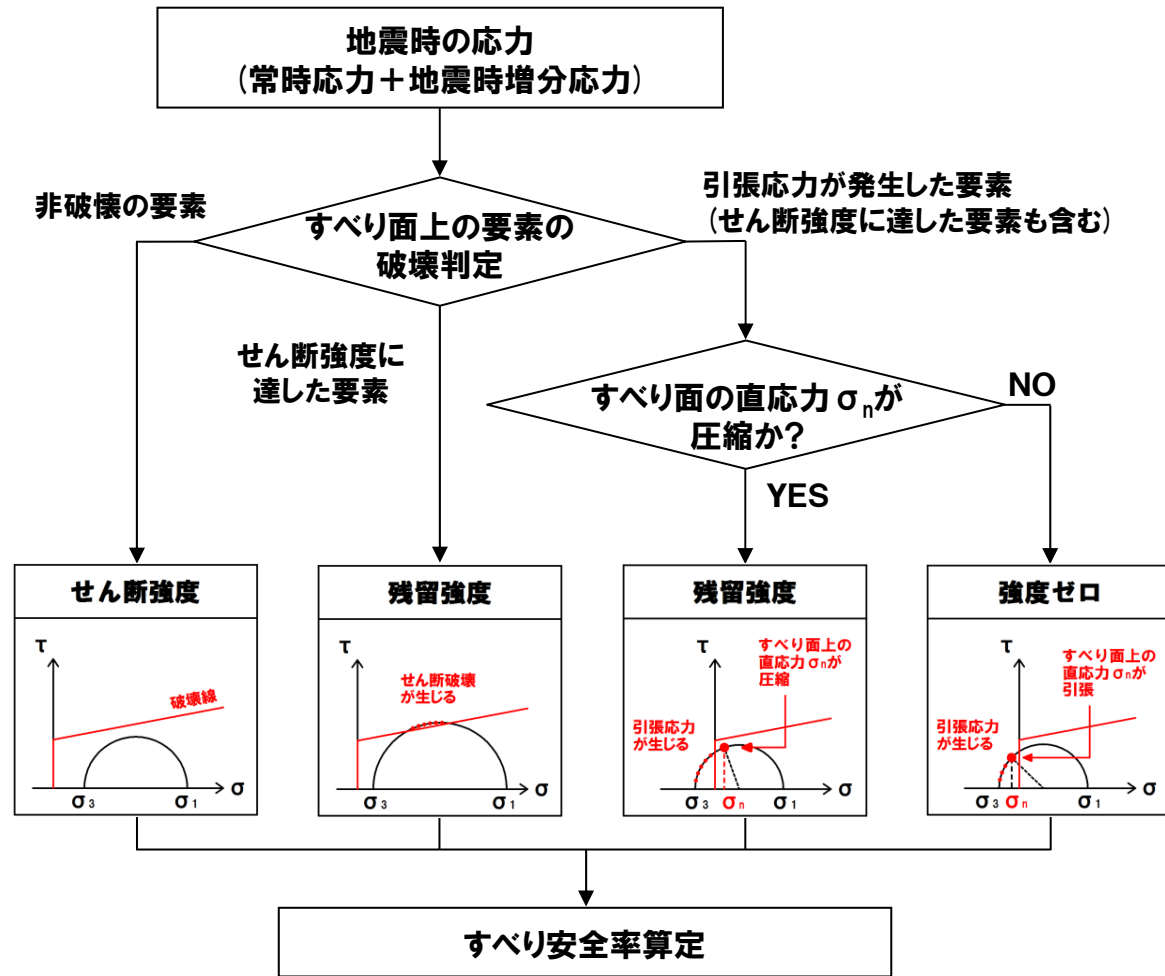 地震時の応力
(常時応力＋地震時増分応力)
非破壊の要素
すべり面上の要素の
破壊判定
引張応力が発生した要素
(せん断強度に達した要素も含む)
せん断強度に
達した要素
すべり面の直応力σnが
圧縮か?
NO
YES
せん断強度
τ
破壊線
σ3
σ1
σ
残留強度
τ
せん断破壊
が生じる
σ3
σ1
σ
残留強度
τ
すべり面上の
直応力σnが
圧縮
引張応力
が生じる
σ3
σn
σ1
σ
強度ゼロ
τ
すべり面上の
直応力σnが
引張
引張応力
が生じる
σ3
σn
σ1
σ
すべり安全率算定